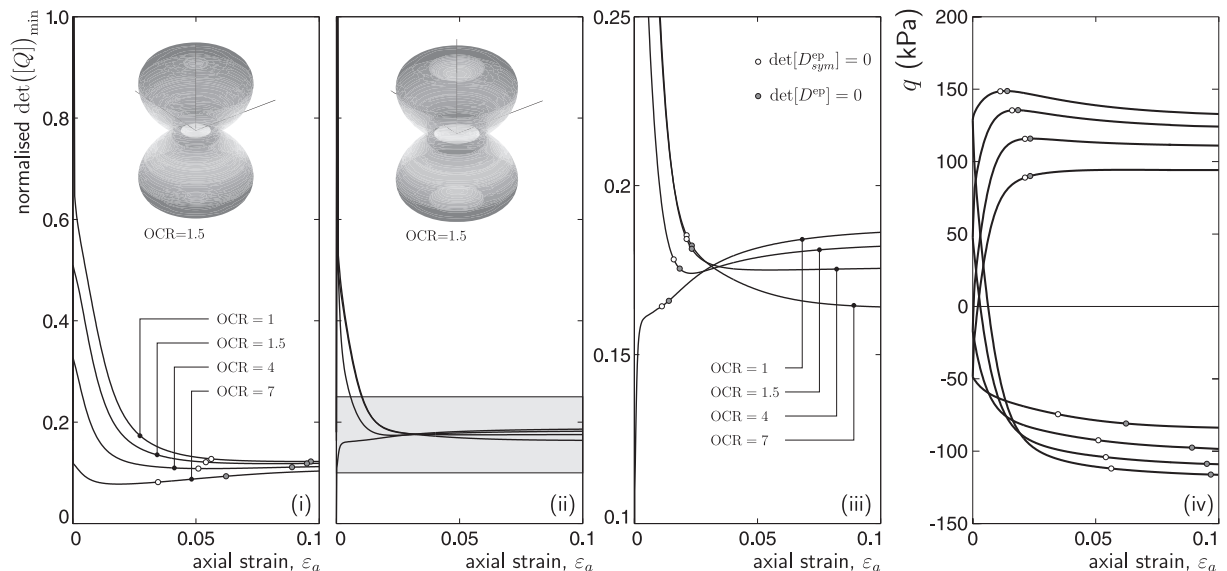 normalised det([Q])min
1.0
0.8
0.6
0.4
0.2
0
OCR=1.5
OCR = 1
OCR = 1.5
OCR = 4
OCR = 7
(i)
0
0.05
0.1
axial strain, εa
OCR=1.5
(ii)
0
0.05
0.1
axial strain, εa
0.25
0.2
0.15
0.1
det[D^ep_sym] = 0
det[D^ep] = 0
OCR = 1
OCR = 1.5
OCR = 4
OCR = 7
(iii)
0
0.05
0.1
axial strain, εa
q (kPa)
200
150
100
50
0
-50
-100
-150
(iv)
0
0.05
0.1
axial strain, εa